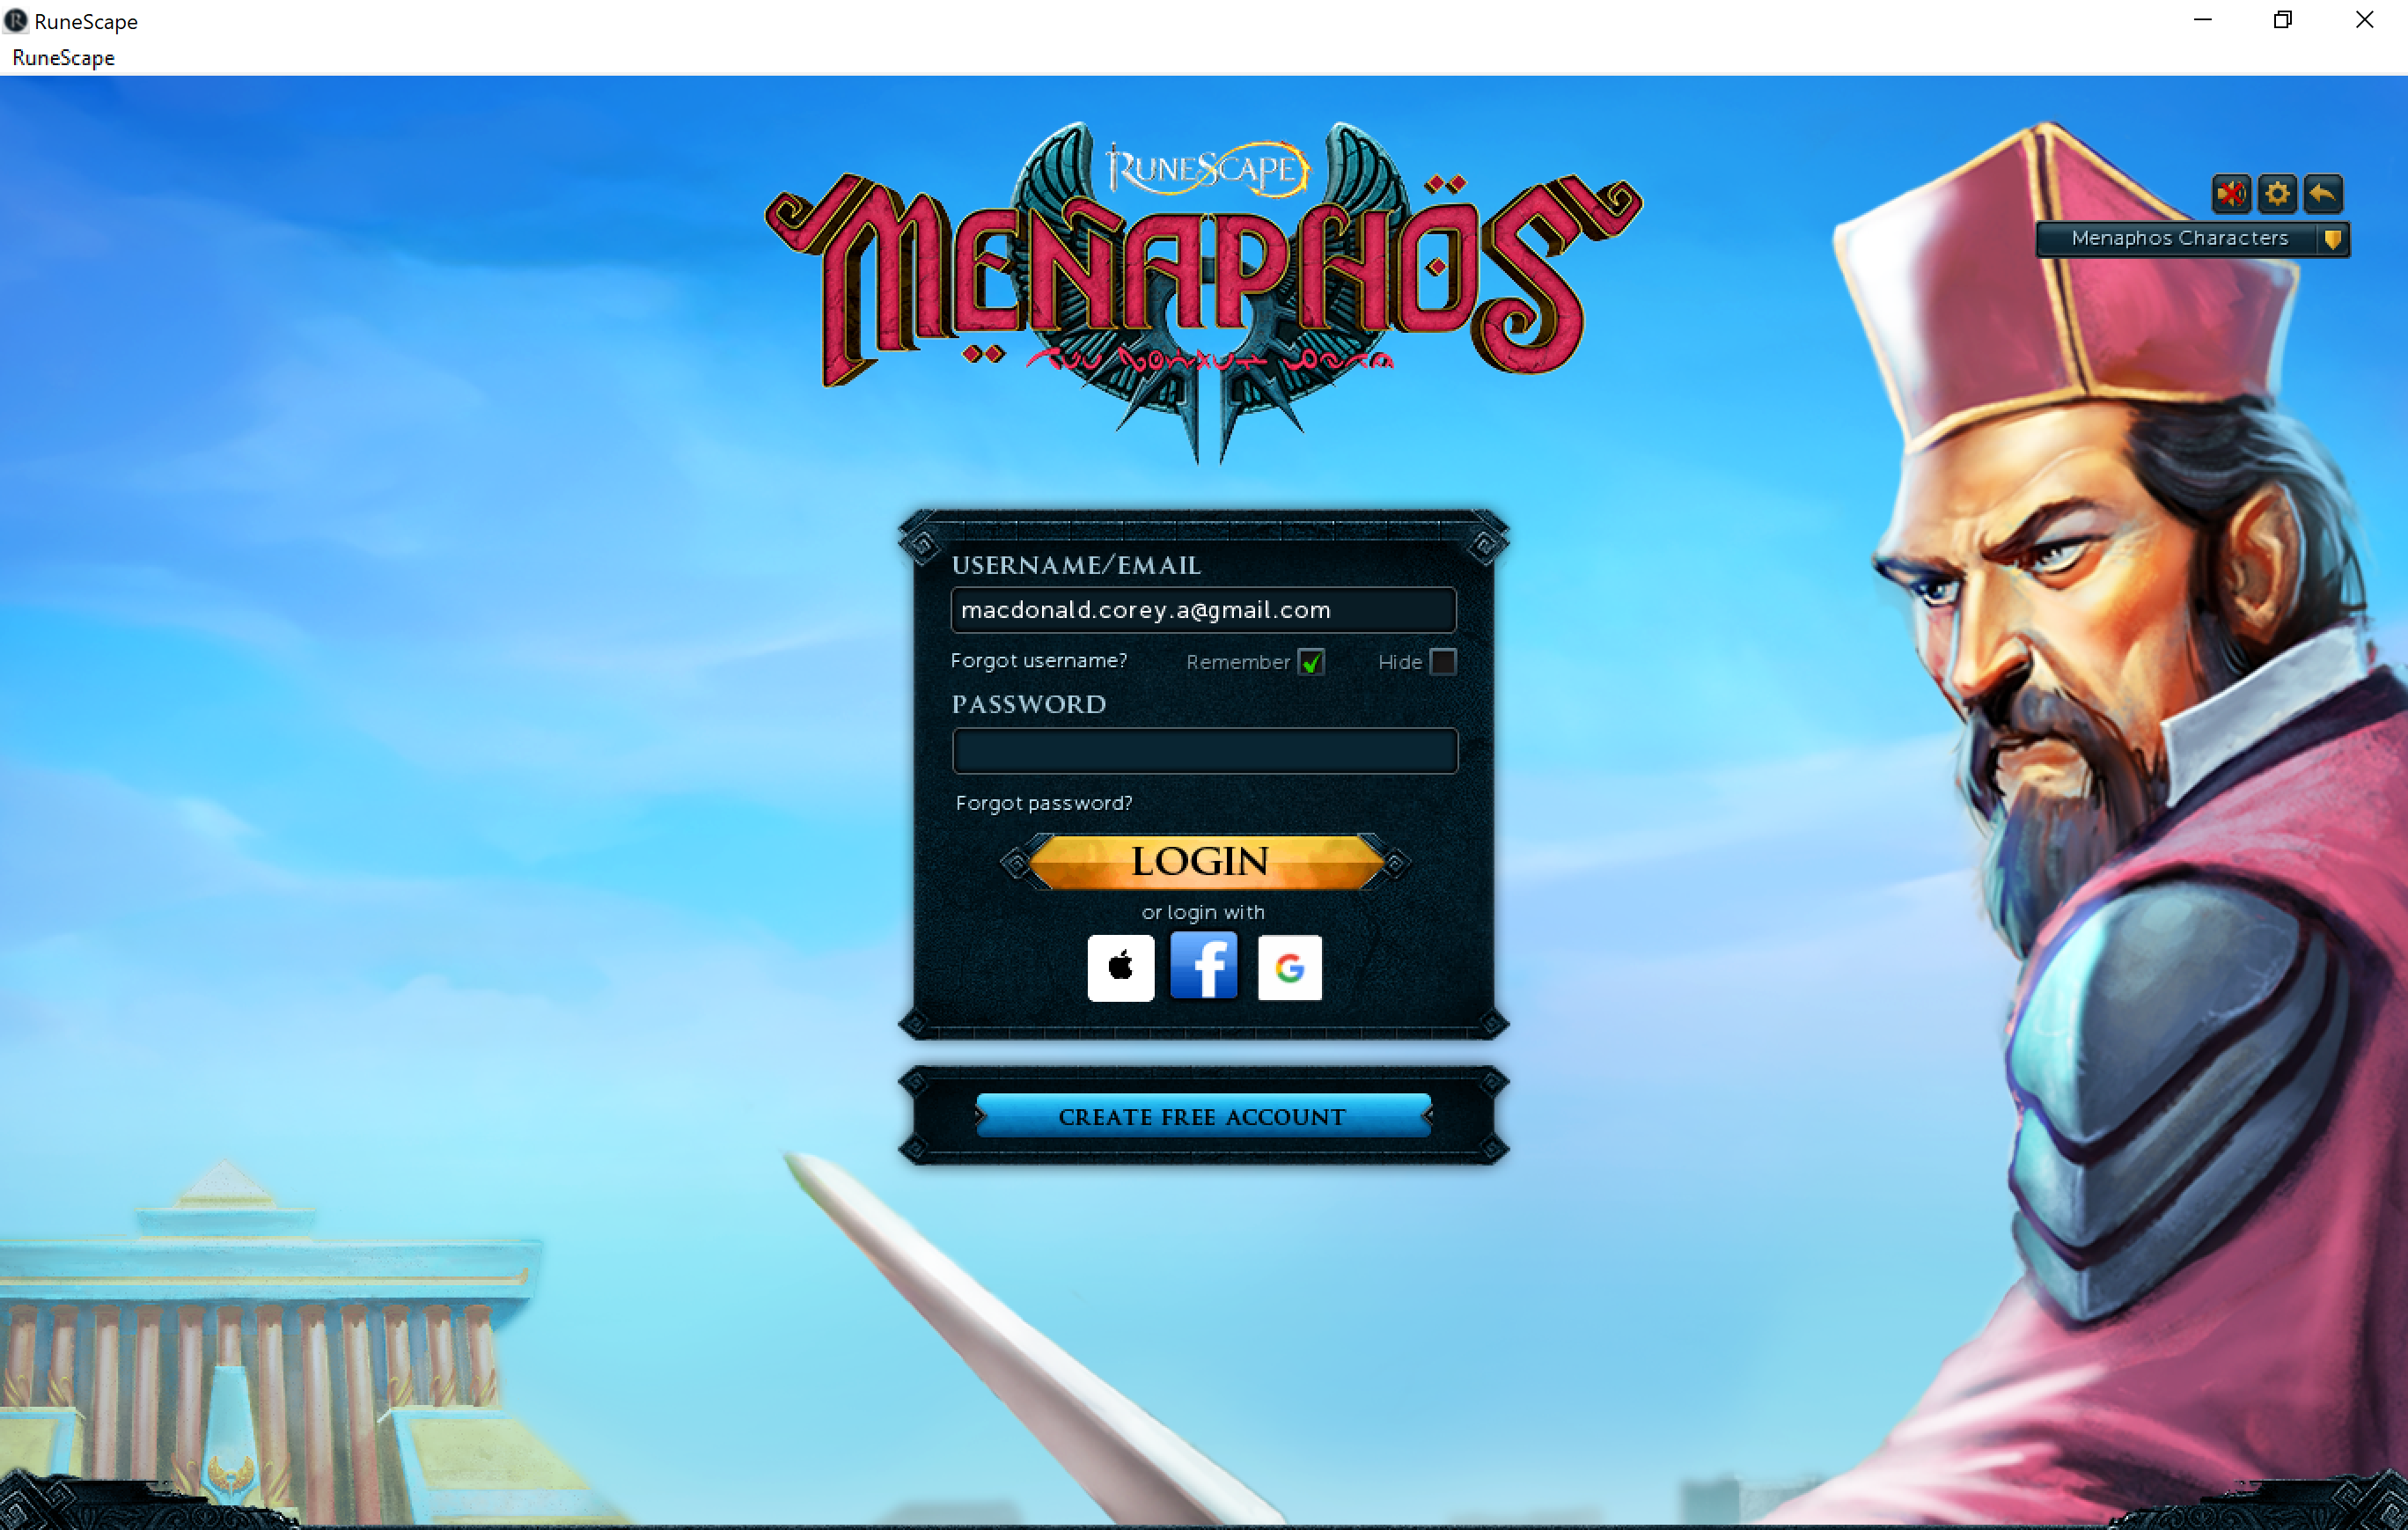 RuneScape
RuneScape
RUNESCAPE
MENAPHOS
Menaphos Characters
USERNAME/EMAIL
macdonald.corey.a@gmail.com
Forgot username? Remember Hide
PASSWORD
Forgot password?
LOGIN
or login with
CREATE FREE ACCOUNT